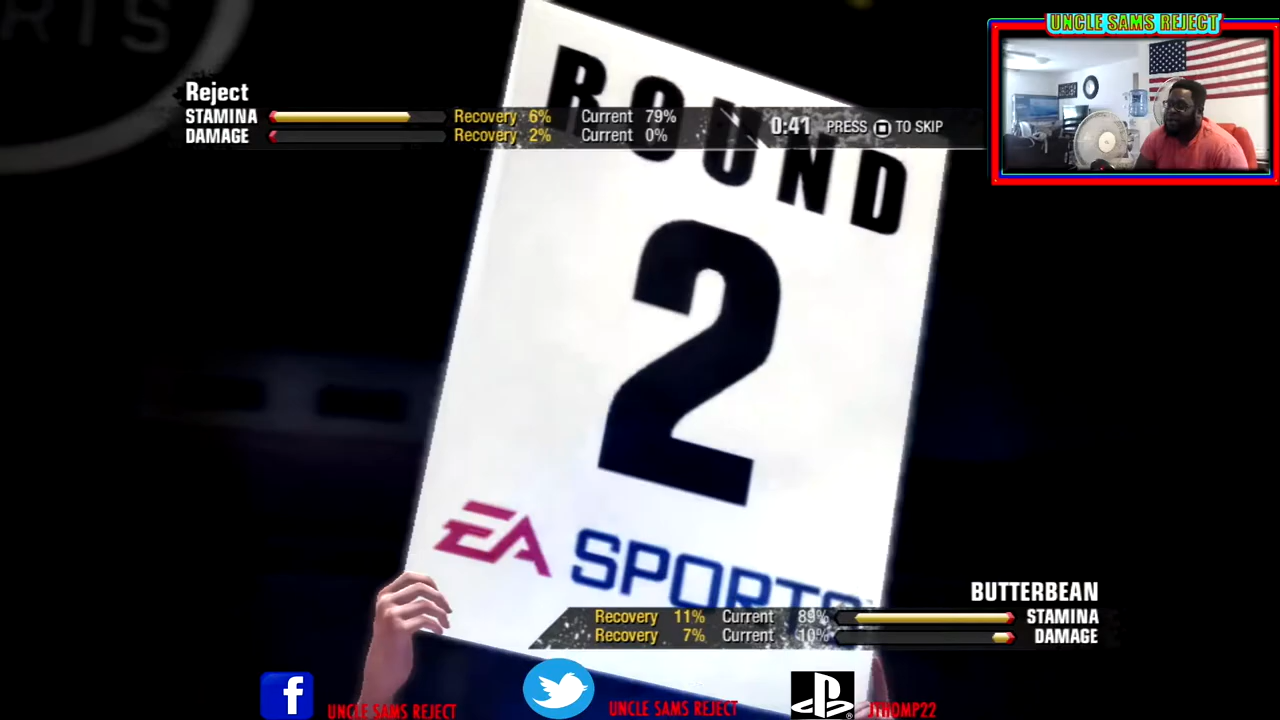 UNCLE SAMS REJECT
Reject
STAMINA Recovery 6% Current 79%
DAMAGE Recovery 2% Current 0%
0:41 PRESS TO SKIP
ROUND
2
EA SPORTS
BUTTERBEAN
Recovery 11% Current 89% STAMINA
Recovery 7% Current 10% DAMAGE
UNCLE SAMS REJECT
UNCLE SAMS REJECT
JTHOMP22